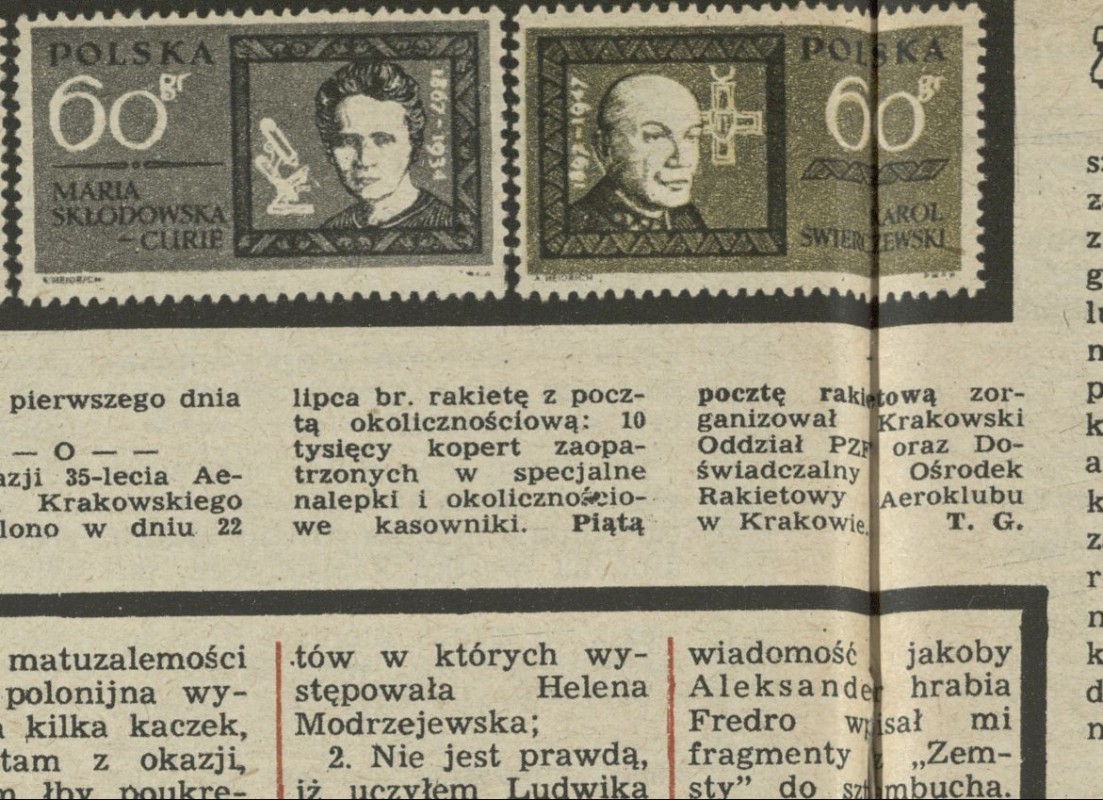 POLSKA
60 gr
MARIA
SKŁODOWSKA
- CURIE
1867-1934
A. HEIDRICH
1897-1947
POLSKA
60 gr
KAROL
ŚWIERCZEWSKI
A. HEIDRICH
pierwszego dnia
— O — —
azji 35-lecia Ae-
Krakowskiego
lono w dniu 22
lipca br. rakietę z pocz-
tą okolicznościową: 10
tysięcy kopert zaopa-
trzonych w specjalne
nalepki i okolicznościo-
we kasowniki. Piątą
pocztę rakietową zor-
ganizował Krakowski
Oddział PZF oraz Do-
świadczalny Ośrodek
Rakietowy Aeroklubu
w Krakowie. T. G.
matuzalemości
polonijna wy-
kilka kaczek,
tam z okazji,
m łby poukrę-
tów w których wy-
stępowała Helena
Modrzejewska;
2. Nie jest prawdą,
iż uczyłem Ludwika
wiadomość jakoby
Aleksander hrabia
Fredro wpisał mi
fragmenty z „Zem-
sty” do sztambucha.